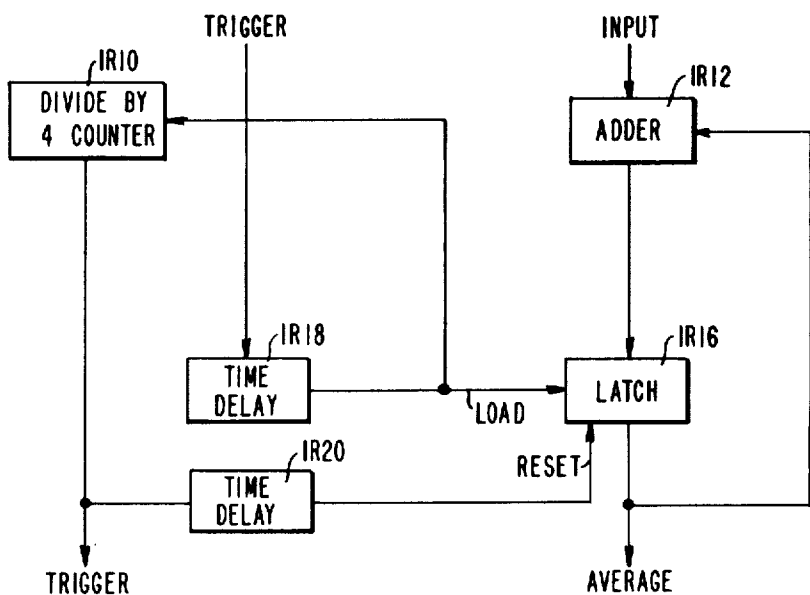 TRIGGER
INPUT
IR10
DIVIDE BY
4 COUNTER
IR12
ADDER
IR18
TIME
DELAY
LOAD
IR16
LATCH
IR20
TIME
DELAY
RESET
TRIGGER
AVERAGE